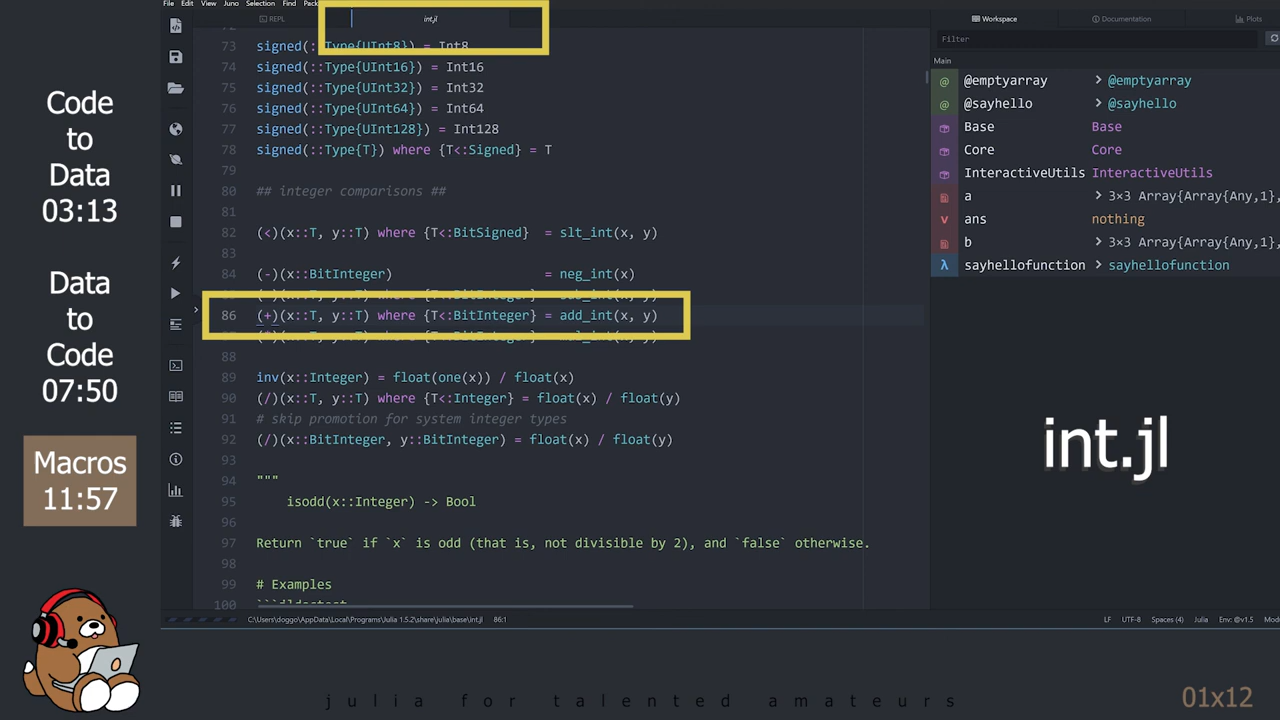 File Edit View Juno Selection Find
REPL
int.jl
Workspace
Documentation
Plots
Filter
Main
@emptyarray > @emptyarray
@sayhello > @sayhello
Base Base
Core Core
InteractiveUtils InteractiveUtils
a > 3×3 Array{Array{Any,1},
v ans nothing
b > 3×3 Array{Array{Any,1},
λ sayhellofunction > sayhellofunction
Code
to
Data
03:13
Data
to
Code
07:50
Macros
11:57
73 signed(::Type{UInt8}) = Int8
74 signed(::Type{UInt16}) = Int16
75 signed(::Type{UInt32}) = Int32
76 signed(::Type{UInt64}) = Int64
77 signed(::Type{UInt128}) = Int128
78 signed(::Type{T}) where {T<:Signed} = T
79
80 ## integer comparisons ##
81
82 (<)(x::T, y::T) where {T<:BitSigned} = slt_int(x, y)
83
84 (-)(x::BitInteger) = neg_int(x)
86 (+)(x::T, y::T) where {T<:BitInteger} = add_int(x, y)
88
89 inv(x::Integer) = float(one(x)) / float(x)
90 (/)(x::T, y::T) where {T<:Integer} = float(x) / float(y)
91 # skip promotion for system integer types
92 (/)(x::BitInteger, y::BitInteger) = float(x) / float(y)
93
94 """
95 isodd(x::Integer) -> Bool
96
97 Return `true` if `x` is odd (that is, not divisible by 2), and `false` otherwise.
98
99 # Examples
100
int.jl
C:\Users\doggo\AppData\Local\Programs\Julia 1.5.2\share\julia\base\int.jl 86:1
LF UTF-8 Spaces (4) Julia Env: @v1.5
julia for talented amateurs
01x12